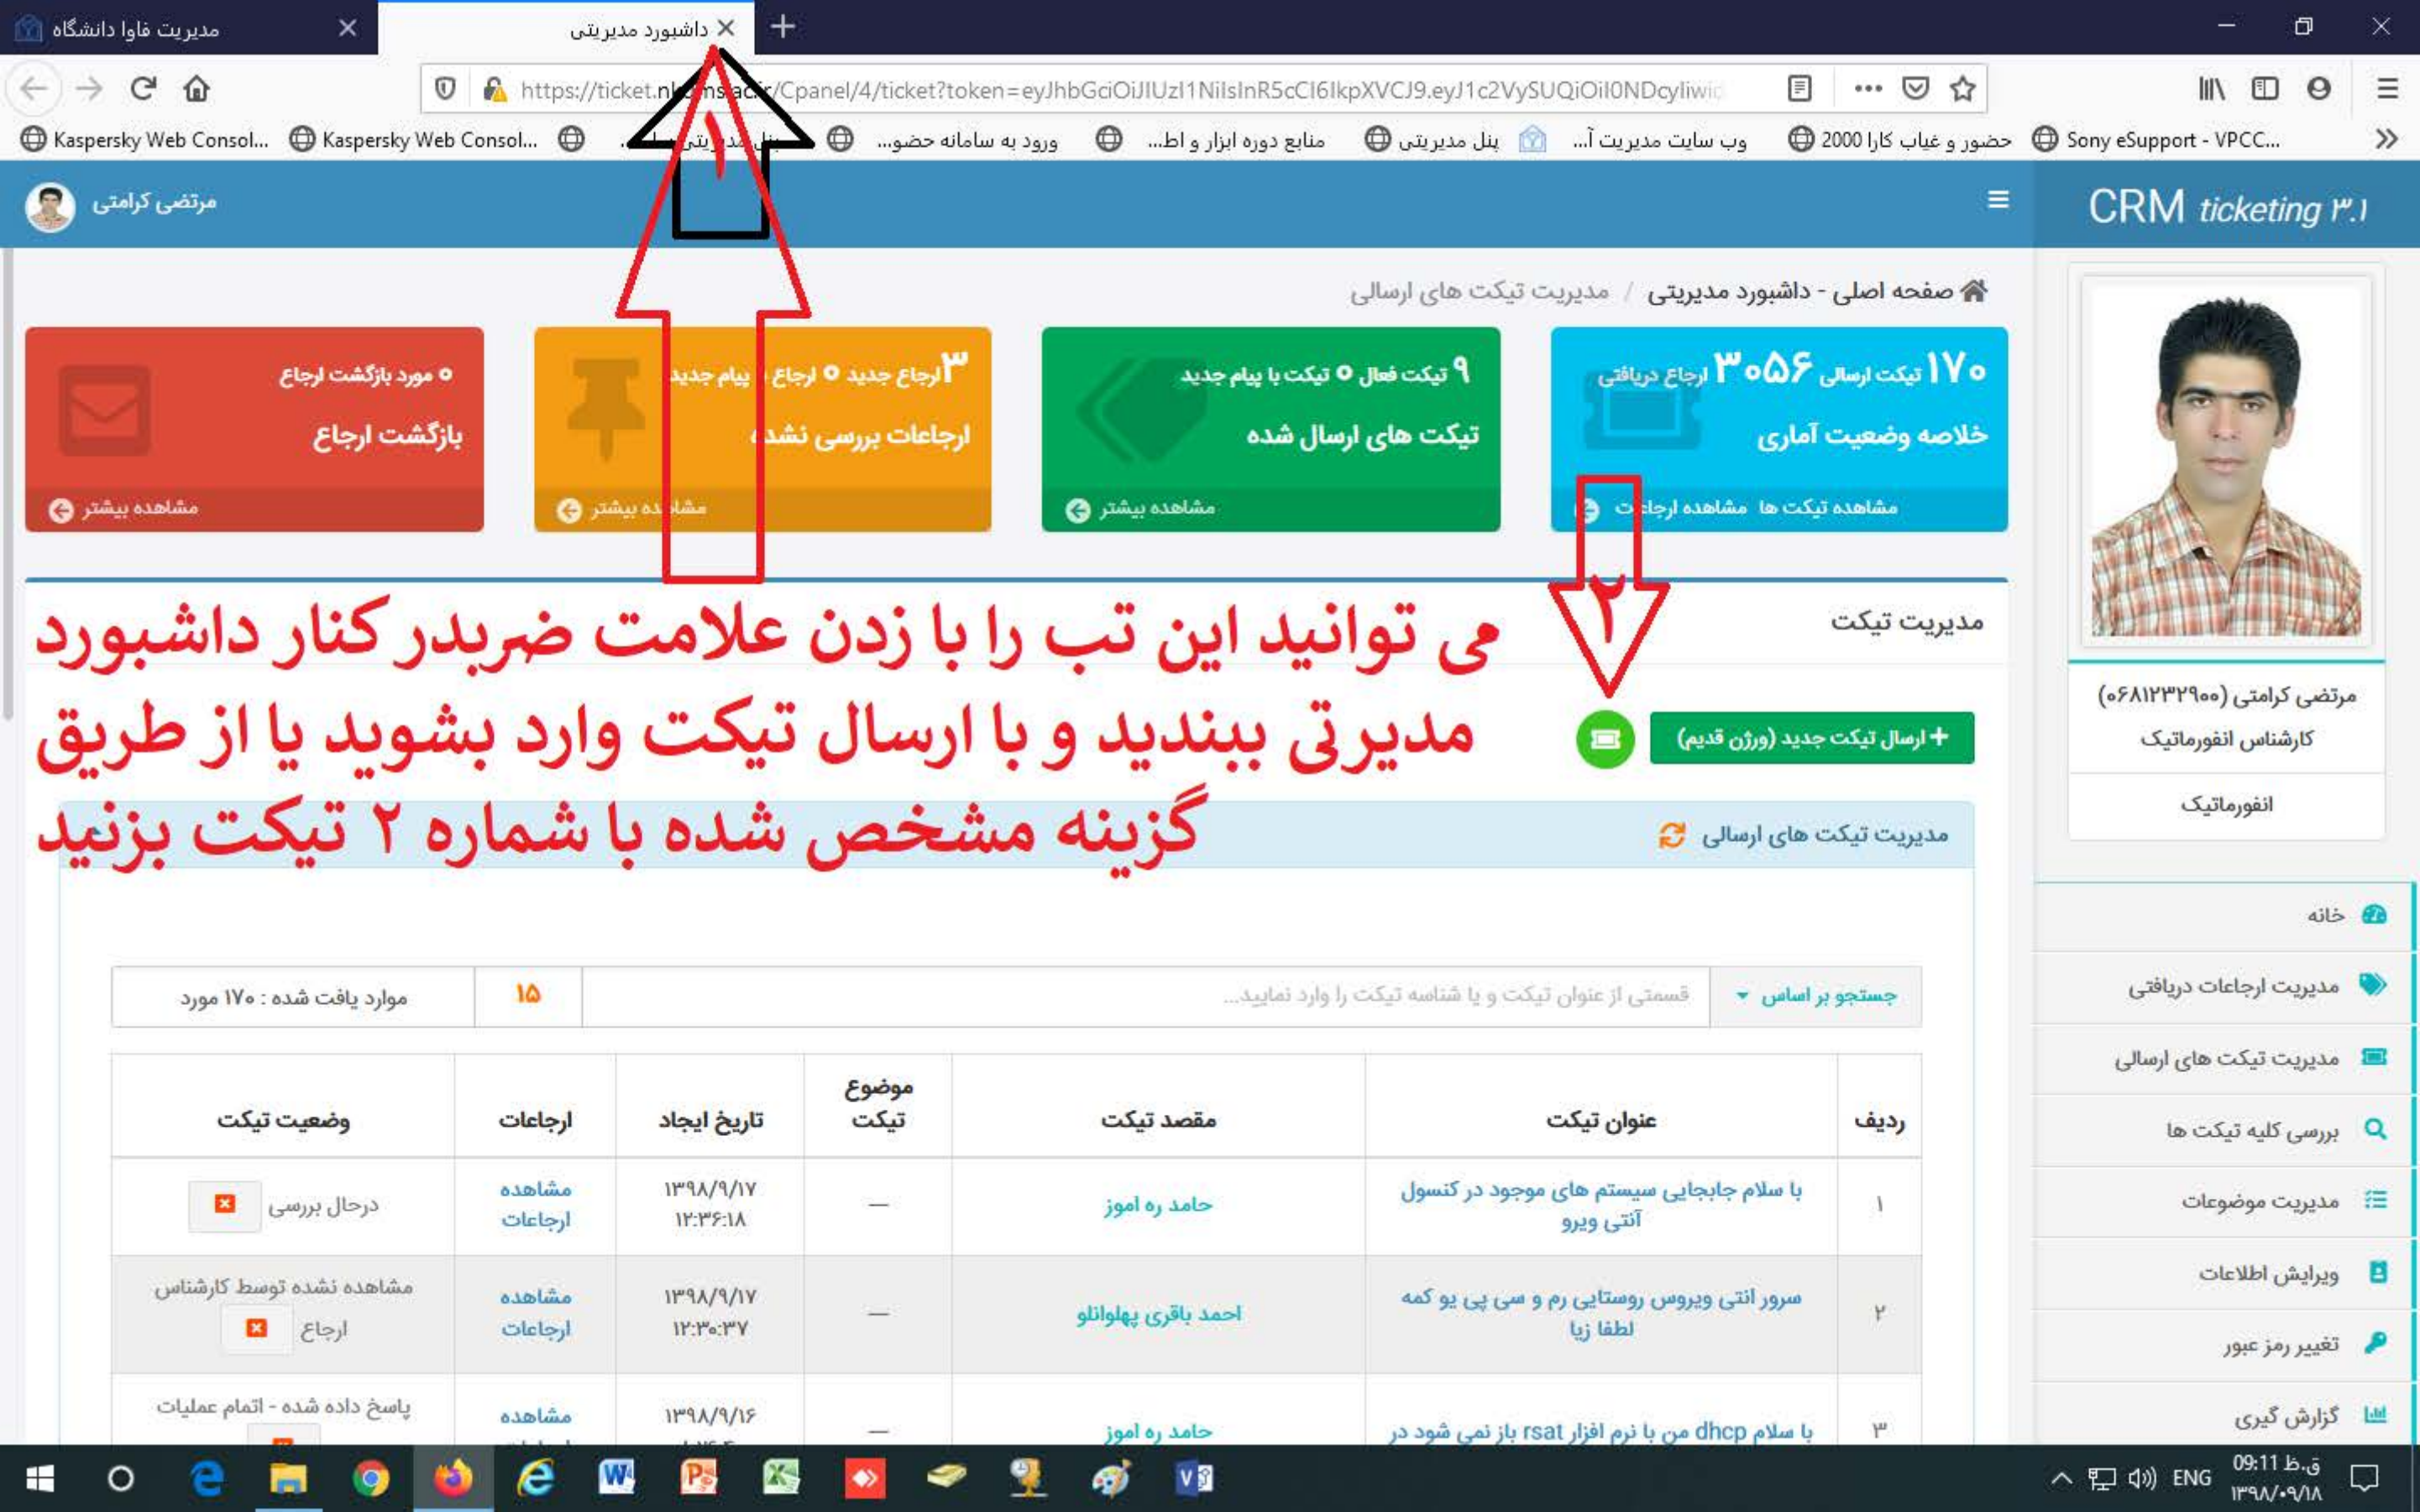 مدیریت فاوا دانشگاه
داشبورد مدیریتی
https://ticket.nk
/Cpanel/4/ticket?token=eyJhbGciOiJIUzI1NiIsInR5cCI6IkpXVCJ9.eyJ1c2VySUQiOiI0NDcyIiwic
Kaspersky Web Consol...
Kaspersky Web Consol...
ورود به سامانه حضو...
منابع دوره ابزار و اط...
پنل مدیریتی
وب سایت مدیریت آ...
حضور و غیاب کارا 2000
Sony eSupport - VPCC...
۱
مرتضی کرامتی
CRM ticketing ۳.۱
صفحه اصلی - داشبورد مدیریتی / مدیریت تیکت های ارسالی
۱۷۰ تیکت ارسالی ۳۰۵۶ ارجاع دریافتی
خلاصه وضعیت آماری
مشاهده تیکت ها مشاهده ارجاعات
۹ تیکت فعال ۰ تیکت با پیام جدید
تیکت های ارسال شده
مشاهده بیشتر
۳ ارجاع جدید ۰ ارجاع با پیام جدید
ارجاعات بررسی نشده
مشاهده بیشتر
۰ مورد بازگشت ارجاع
بازگشت ارجاع
مشاهده بیشتر
۲
مدیریت تیکت
می توانید این تب را با زدن علامت ضربدر کنار داشبورد
مدیرتی ببندید و با ارسال تیکت وارد بشوید یا از طریق
گزینه مشخص شده با شماره ۲ تیکت بزنید
+ ارسال تیکت جدید (ورژن قدیم)
مدیریت تیکت های ارسالی
جستجو بر اساس
قسمتی از عنوان تیکت و یا شناسه تیکت را وارد نمایید...
۱۵
موارد یافت شده : ۱۷۰ مورد
ردیف عنوان تیکت مقصد تیکت موضوع تیکت تاریخ ایجاد ارجاعات وضعیت تیکت
۱ با سلام جابجایی سیستم های موجود در کنسول آنتی ویرو حامد ره اموز — ۱۳۹۸/۹/۱۷ ۱۲:۳۶:۱۸ مشاهده ارجاعات درحال بررسی
۲ سرور انتی ویروس روستایی رم و سی پی یو کمه لطفا زیا احمد باقری پهلوانلو — ۱۳۹۸/۹/۱۷ ۱۲:۳۰:۳۷ مشاهده ارجاعات مشاهده نشده توسط کارشناس ارجاع
۳ با سلام dhcp من با نرم افزار rsat باز نمی شود در حامد ره اموز — ۱۳۹۸/۹/۱۶ مشاهده پاسخ داده شده - اتمام عملیات
مرتضی کرامتی (۰۶۸۱۲۳۲۹۰۰)
کارشناس انفورماتیک
انفورماتیک
خانه
مدیریت ارجاعات دریافتی
مدیریت تیکت های ارسالی
بررسی کلیه تیکت ها
مدیریت موضوعات
ویرایش اطلاعات
تغییر رمز عبور
گزارش گیری
ENG
09:11 ق.ظ
۱۳۹۸/۰۹/۱۸